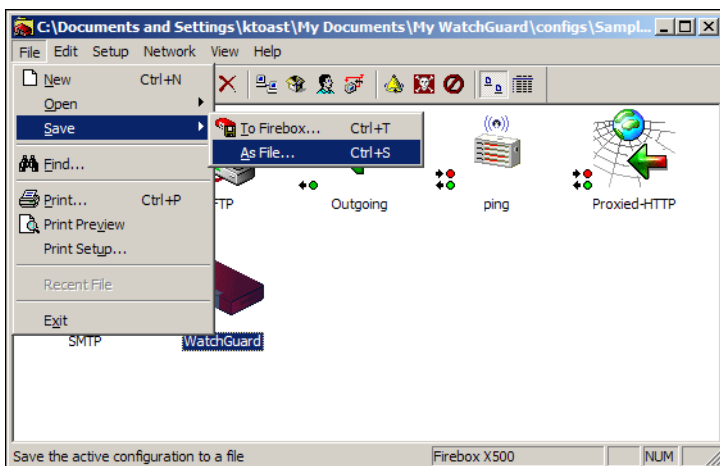 C:\Documents and Settings\ktoast\My Documents\My WatchGuard\configs\Sampl...
File Edit Setup Network View Help
New Ctrl+N
Open
Save
To Firebox... Ctrl+T
As File... Ctrl+S
Find...
Print... Ctrl+P
Print Preview
Print Setup...
Recent File
Exit
FTP
Outgoing
ping
Proxied-HTTP
SMTP
WatchGuard
Save the active configuration to a file
Firebox X500
NUM